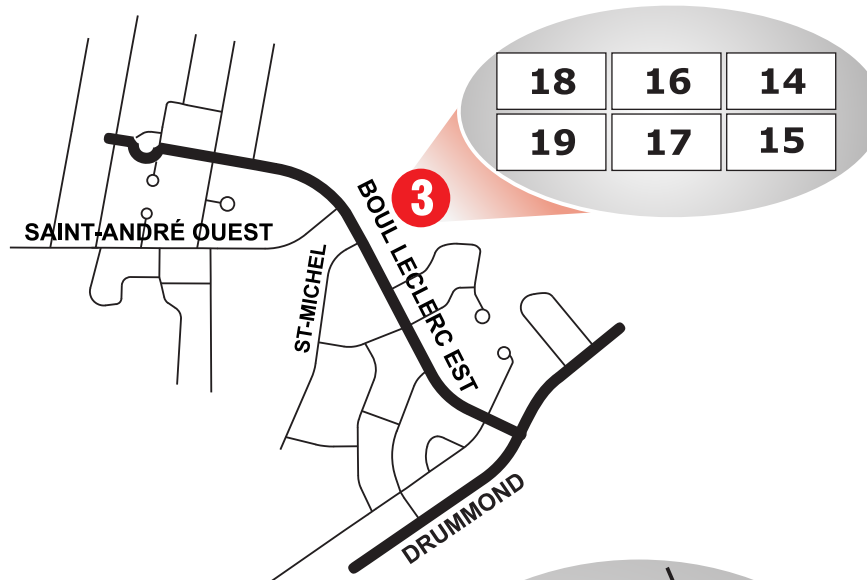 18 16 14
19 17 15
3
BOUL LECLERC EST
SAINT-ANDRÉ OUEST
ST-MICHEL
DRUMMOND